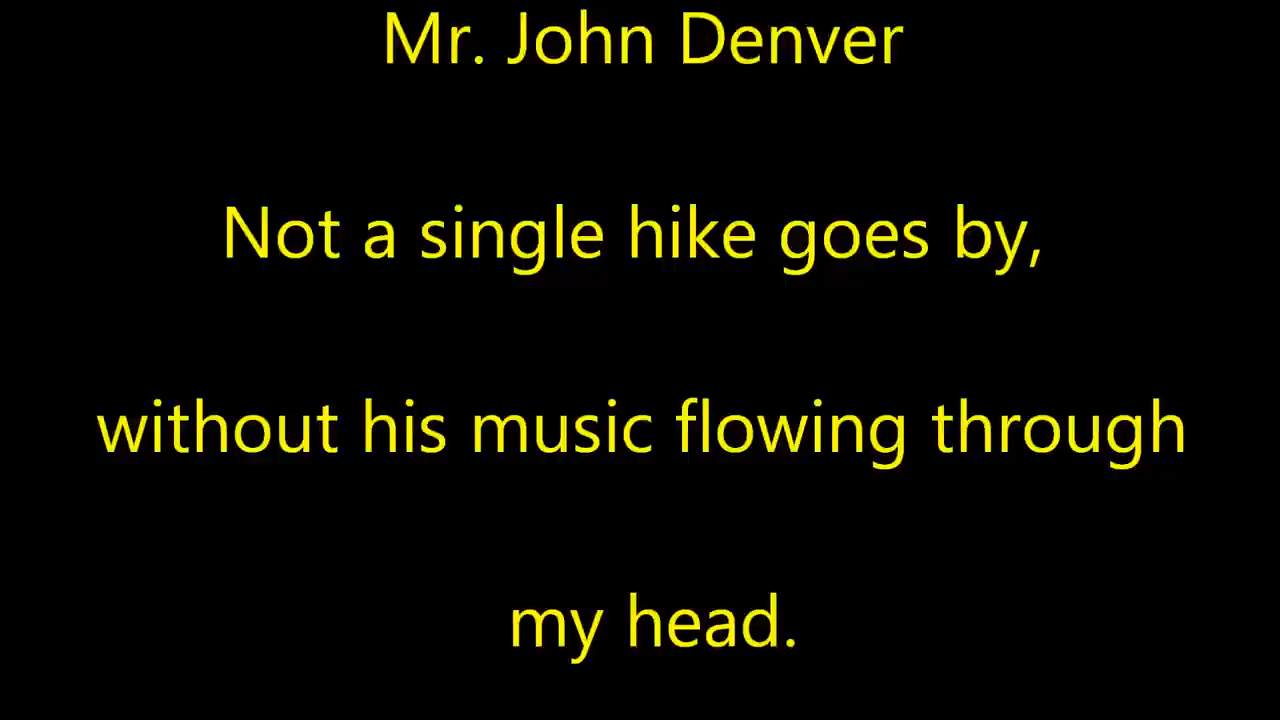 Mr. John Denver
Not a single hike goes by,
without his music flowing through
my head.